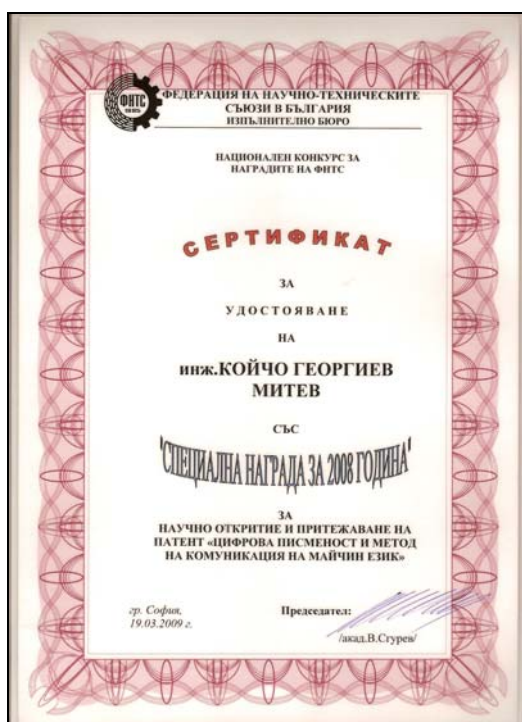 ФНТС
ФЕДЕРАЦИЯ НА НАУЧНО-ТЕХНИЧЕСКИТЕ
СЪЮЗИ В БЪЛГАРИЯ
ИЗПЪЛНИТЕЛНО БЮРО
НАЦИОНАЛЕН КОНКУРС ЗА
НАГРАДИТЕ НА ФНТС
СЕРТИФИКАТ
ЗА
УДОСТОЯВАНЕ
НА
инж.КОЙЧО ГЕОРГИЕВ
МИТЕВ
СЪС
"СПЕЦИАЛНА НАГРАДА ЗА 2008 ГОДИНА"
ЗА
НАУЧНО ОТКРИТИЕ И ПРИТЕЖАВАНЕ НА
ПАТЕНТ «ЦИФРОВА ПИСМЕНОСТ И МЕТОД
НА КОМУНИКАЦИЯ НА МАЙЧИН ЕЗИК»
гр. София, Председател:
19.03.2009 г.
/акад.В.Сгурев/